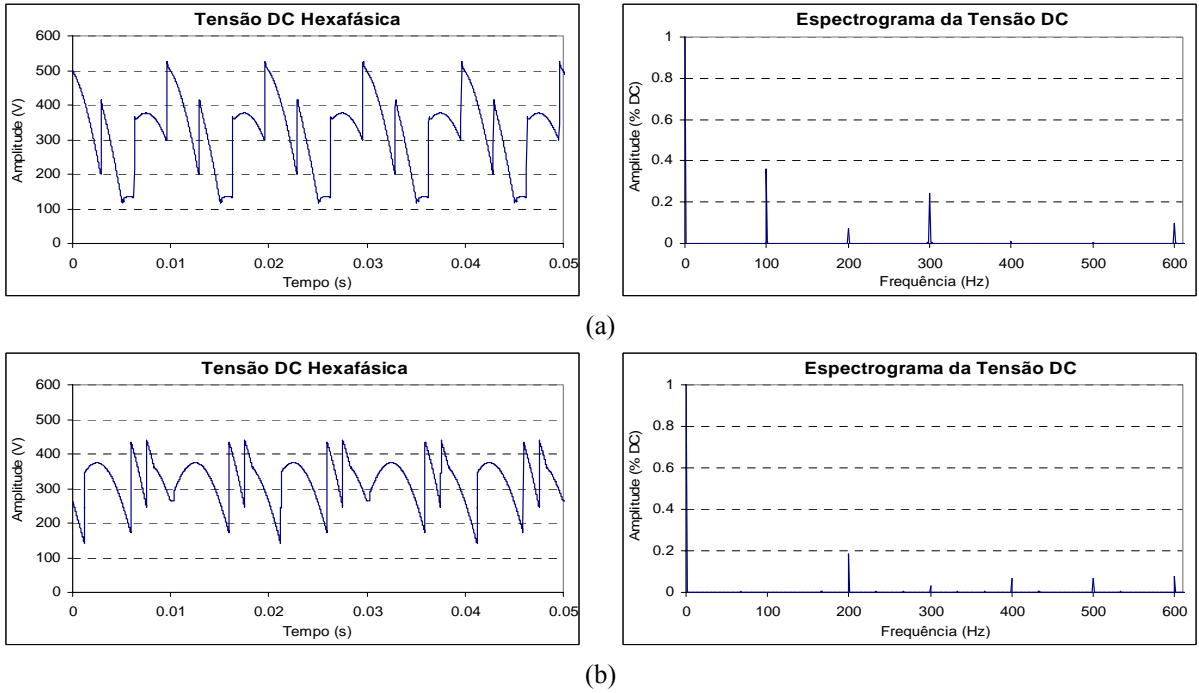 Tensão DC Hexafásica
Amplitude (V)
600
500
400
300
200
100
0
0 0.01 0.02 0.03 0.04 0.05
Tempo (s)
Espectrograma da Tensão DC
Amplitude (% DC)
1
0.8
0.6
0.4
0.2
0
0 100 200 300 400 500 600
Frequência (Hz)
(a)
Tensão DC Hexafásica
Amplitude (V)
600
500
400
300
200
100
0
0 0.01 0.02 0.03 0.04 0.05
Tempo (s)
Espectrograma da Tensão DC
Amplitude (% DC)
1
0.8
0.6
0.4
0.2
0
0 100 200 300 400 500 600
Frequência (Hz)
(b)